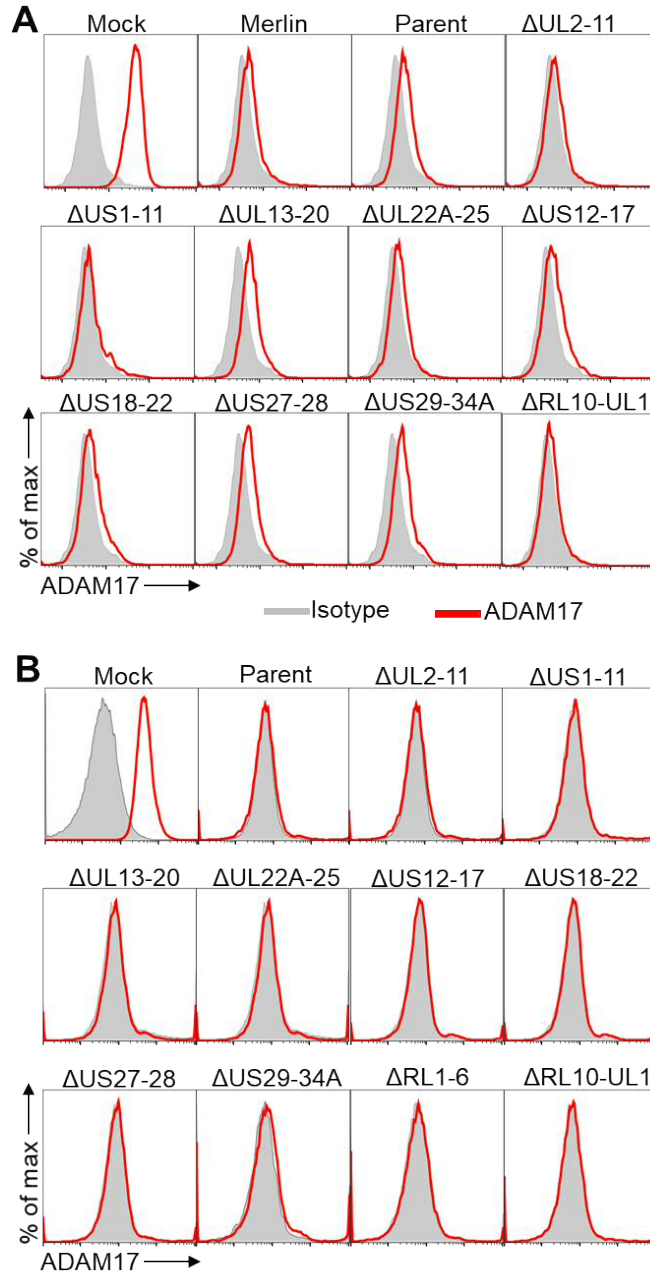 A
Mock Merlin Parent ΔUL2-11
ΔUS1-11 ΔUL13-20 ΔUL22A-25 ΔUS12-17
ΔUS18-22 ΔUS27-28 ΔUS29-34A ΔRL10-UL1
% of max
ADAM17
Isotype ADAM17
B
Mock Parent ΔUL2-11 ΔUS1-11
ΔUL13-20 ΔUL22A-25 ΔUS12-17 ΔUS18-22
ΔUS27-28 ΔUS29-34A ΔRL1-6 ΔRL10-UL1
% of max
ADAM17